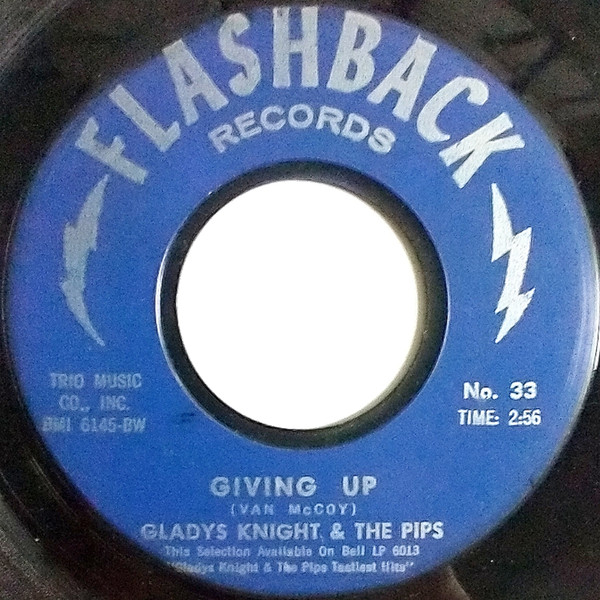 FLASHBACK
RECORDS
TRIO MUSIC
CO., INC.
BMI 6145-BW
No. 33
TIME: 2:56
GIVING UP
(VAN McCOY)
GLADYS KNIGHT & THE PIPS
This Selection Available On Bell LP 6013
"Gladys Knight & The Pips Tastiest Hits"